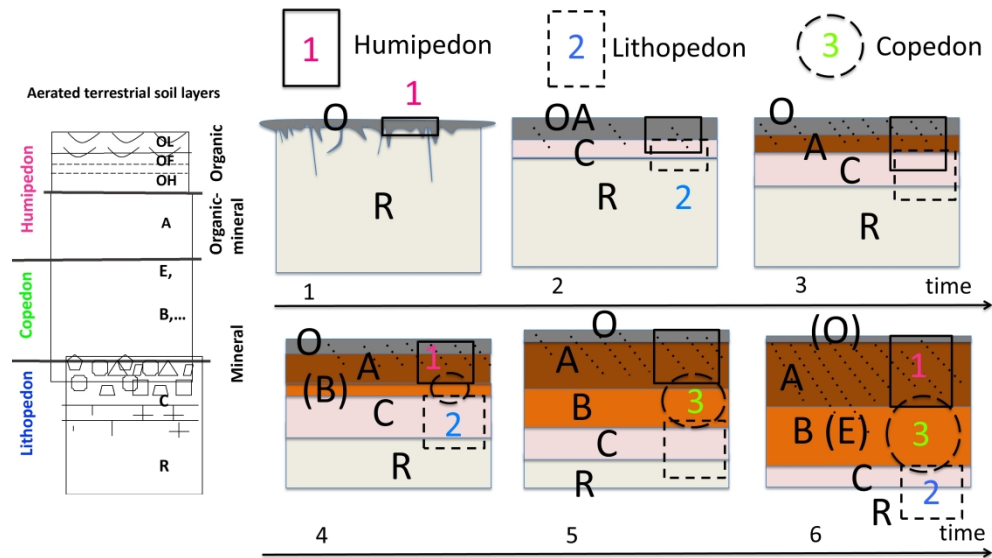 1 Humipedon
2 Lithopedon
3 Copedon
Aerated terrestrial soil layers
Humipedon
Copedon
Lithopedon
OL
OF
OH
A
E,
B,...
C
R
Organic
Organic-
mineral
Mineral
1
O
R
1
OA
C
R
2
2
O
A
C
R
3
time
O
A
1
(B)
C
2
R
4
O
A
B
3
C
R
5
(O)
A
1
B (E)
3
C
2
R
6
time